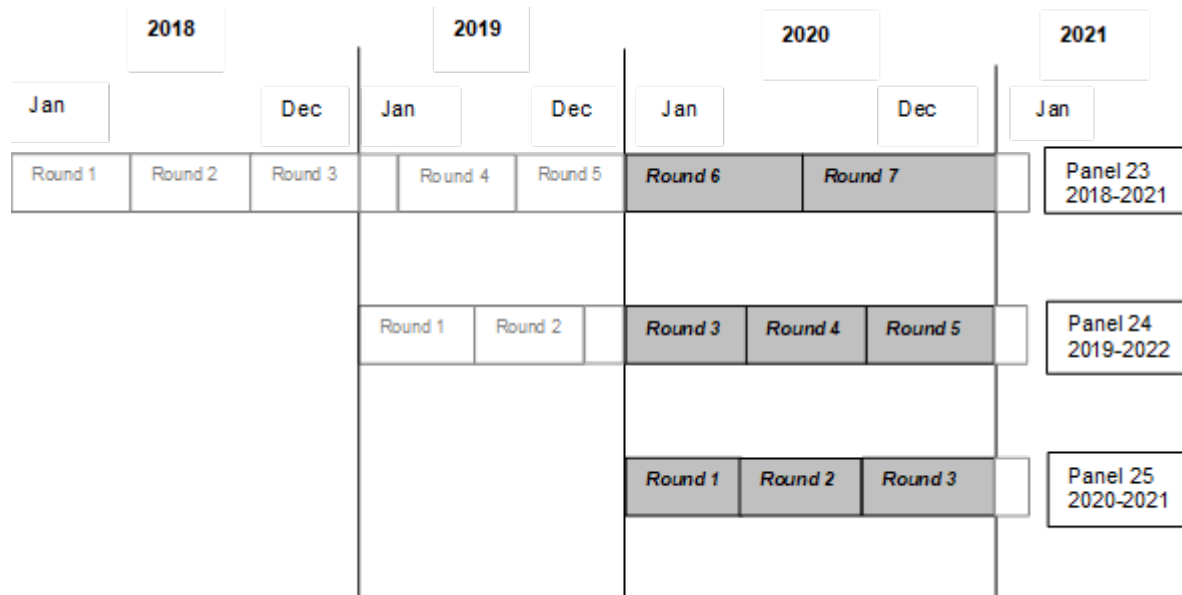 2018 2019 2020 2021
Jan Dec Jan Dec Jan Dec Jan
Round 1 Round 2 Round 3 Round 4 Round 5 Round 6 Round 7 Panel 23
2018-2021
Round 1 Round 2 Round 3 Round 4 Round 5 Panel 24
2019-2022
Round 1 Round 2 Round 3 Panel 25
2020-2021